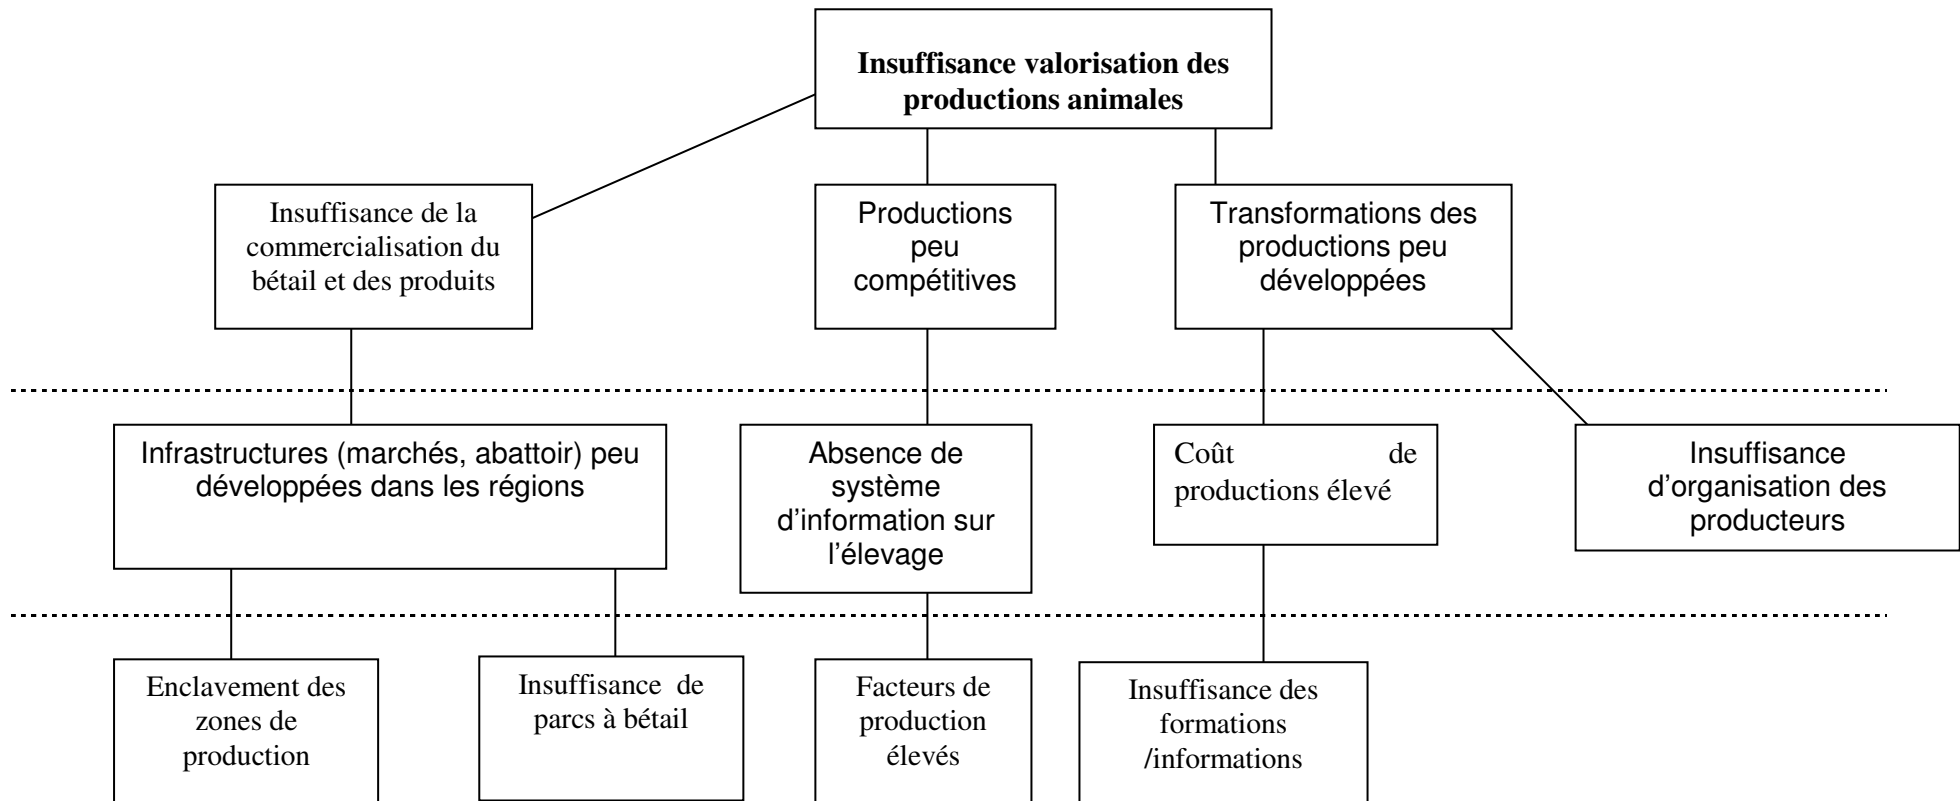 Insuffisance valorisation des
productions animales
Insuffisance de la
commercialisation du
bétail et des produits
Productions
peu
compétitives
Transformations des
productions peu
développées
Infrastructures (marchés, abattoir) peu
développées dans les régions
Absence de
système
d’information sur
l’élevage
Coût de
productions élevé
Insuffisance
d’organisation des
producteurs
Enclavement des
zones de
production
Insuffisance de
parcs à bétail
Facteurs de
production
élevés
Insuffisance des
formations
/informations